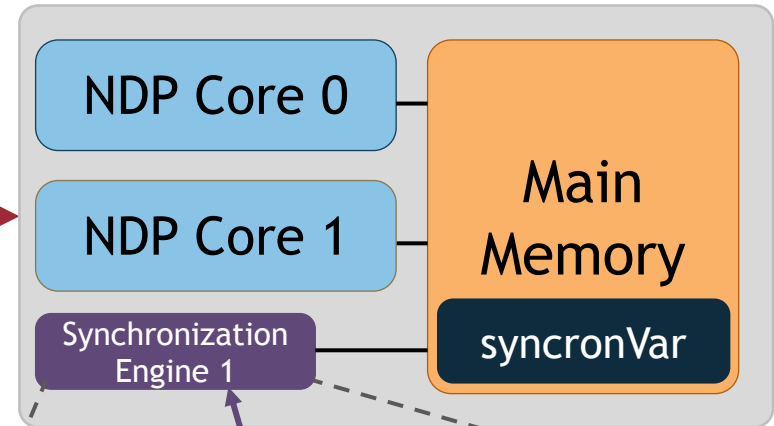 NDP Core 0
NDP Core 1
Synchronization
Engine 1
Main
Memory
syncronVar